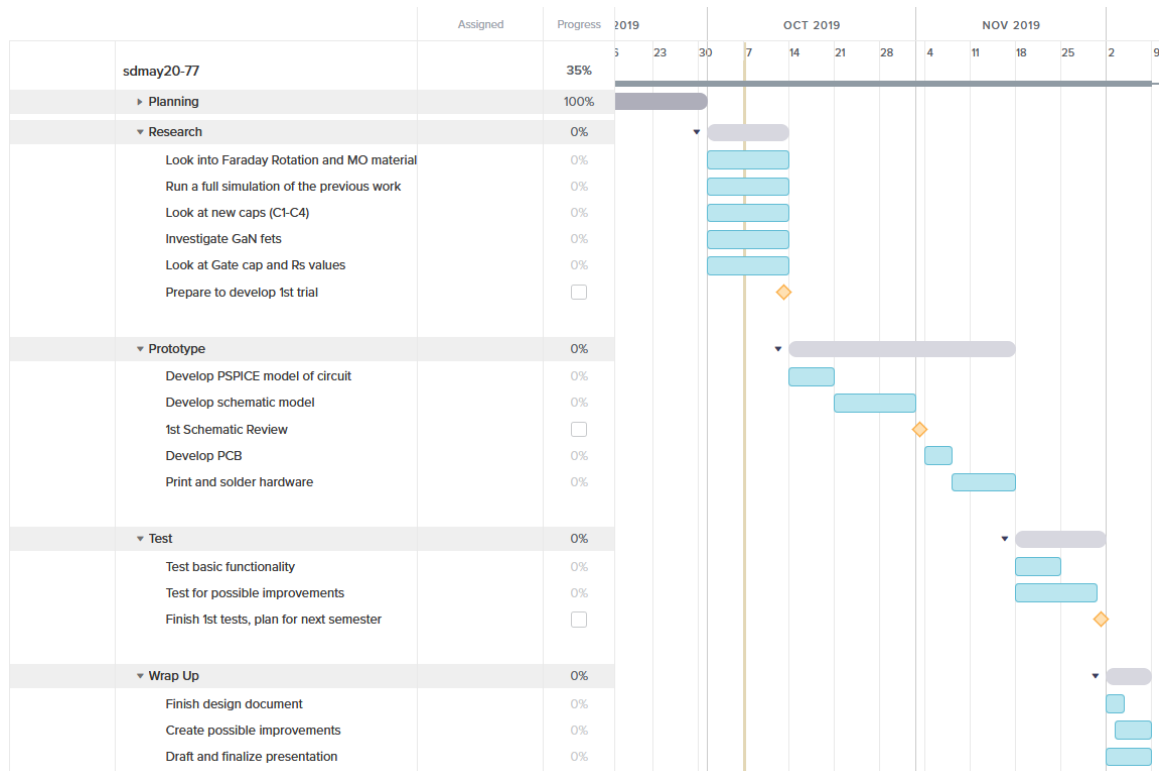 Assigned Progress 2019 OCT 2019 NOV 2019
23 30 7 14 21 28 4 11 18 25 2 9
sdmay20-77 35%
Planning 100%
Research 0%
Look into Faraday Rotation and MO material 0%
Run a full simulation of the previous work 0%
Look at new caps (C1-C4) 0%
Investigate GaN fets 0%
Look at Gate cap and Rs values 0%
Prepare to develop 1st trial
Prototype 0%
Develop PSPICE model of circuit 0%
Develop schematic model 0%
1st Schematic Review
Develop PCB 0%
Print and solder hardware 0%
Test 0%
Test basic functionality 0%
Test for possible improvements 0%
Finish 1st tests, plan for next semester
Wrap Up 0%
Finish design document 0%
Create possible improvements 0%
Draft and finalize presentation 0%